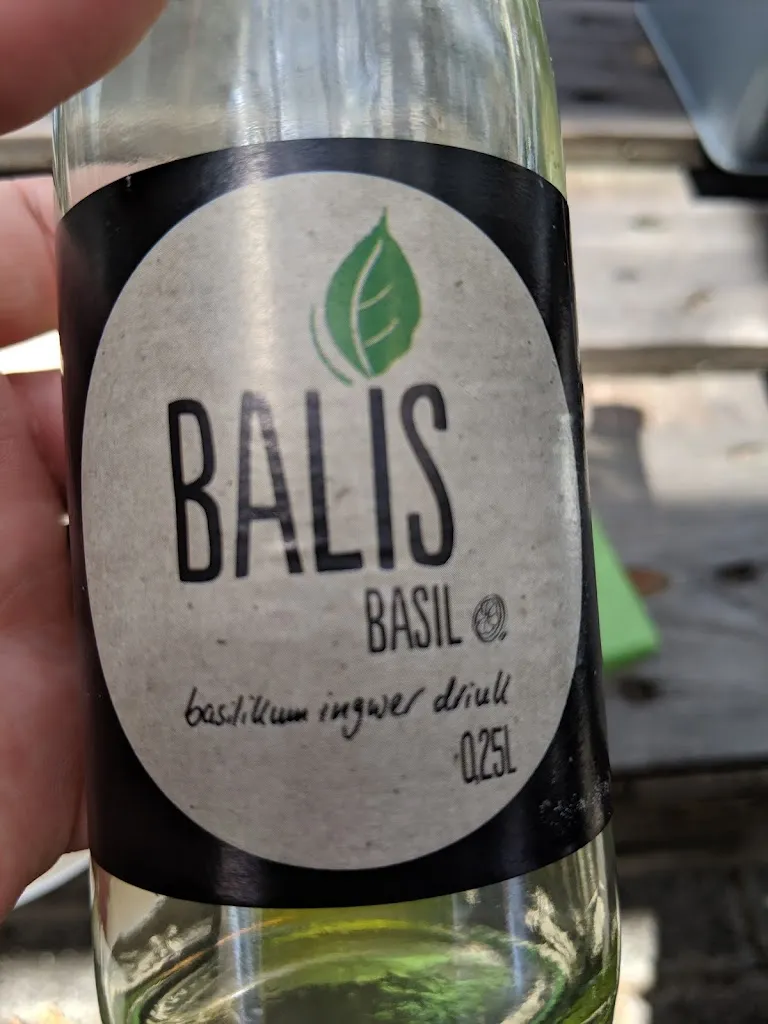 BALIS
BASIL
basilikum ingwer drink
0,25L